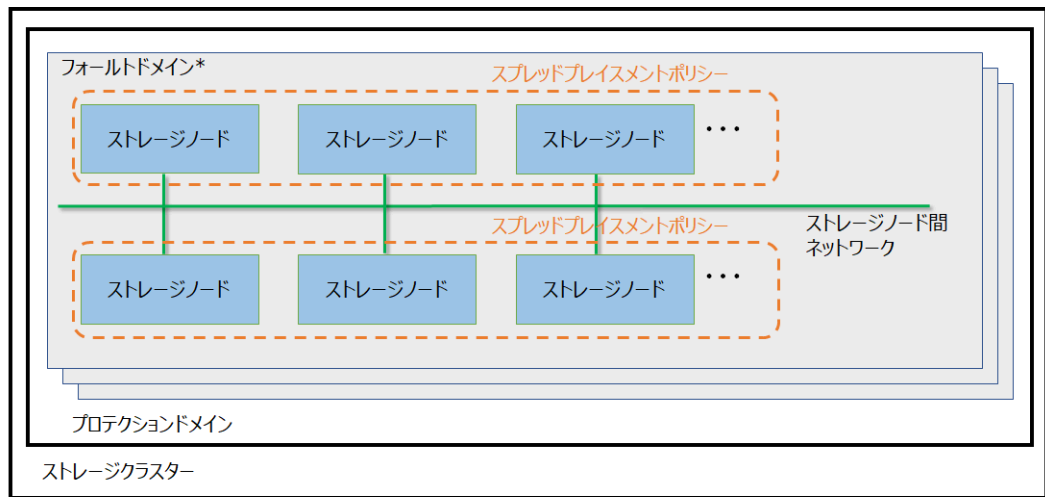 フォールトドメイン*
スプレッドプレイスメントポリシー
ストレージノード
ストレージノード
ストレージノード
・・・
スプレッドプレイスメントポリシー
ストレージノード間
ネットワーク
ストレージノード
ストレージノード
ストレージノード
・・・
プロテクションドメイン
ストレージクラスター